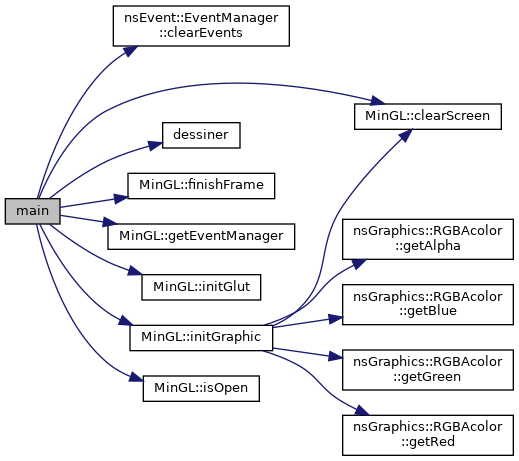 main
nsEvent::EventManager
::clearEvents
MinGL::clearScreen
dessiner
MinGL::finishFrame
MinGL::getEventManager
MinGL::initGlut
MinGL::initGraphic
MinGL::isOpen
nsGraphics::RGBAcolor
::getAlpha
nsGraphics::RGBAcolor
::getBlue
nsGraphics::RGBAcolor
::getGreen
nsGraphics::RGBAcolor
::getRed